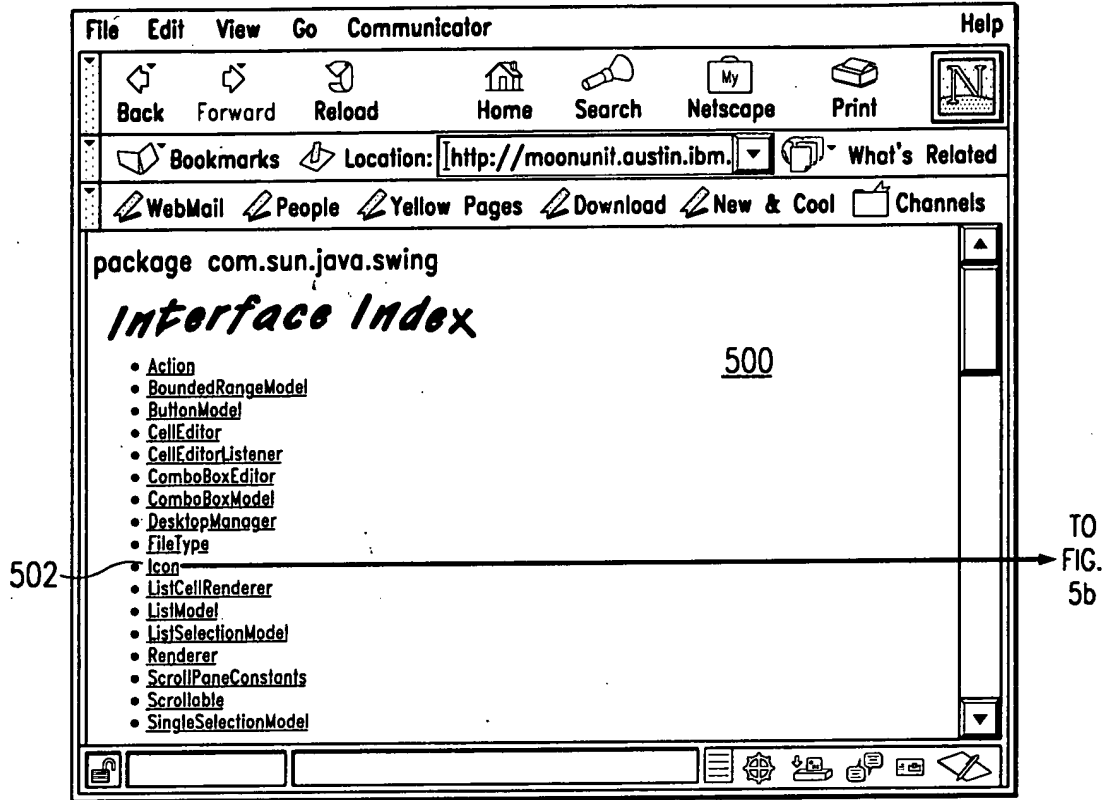 File Edit View Go Communicator Help
Back Forward Reload Home Search My Netscape Print N
Bookmarks Location: http://moonunit.austin.ibm. What's Related
WebMail People Yellow Pages Download New & Cool Channels
package com.sun.java.swing
Interface Index
500
• Action
• BoundedRangeModel
• ButtonModel
• CellEditor
• CellEditorListener
• ComboBoxEditor
• ComboBoxModel
• DesktopManager
• FileType
502 • Icon TO FIG. 5b
• ListCellRenderer
• ListModel
• ListSelectionModel
• Renderer
• ScrollPaneConstants
• Scrollable
• SingleSelectionModel